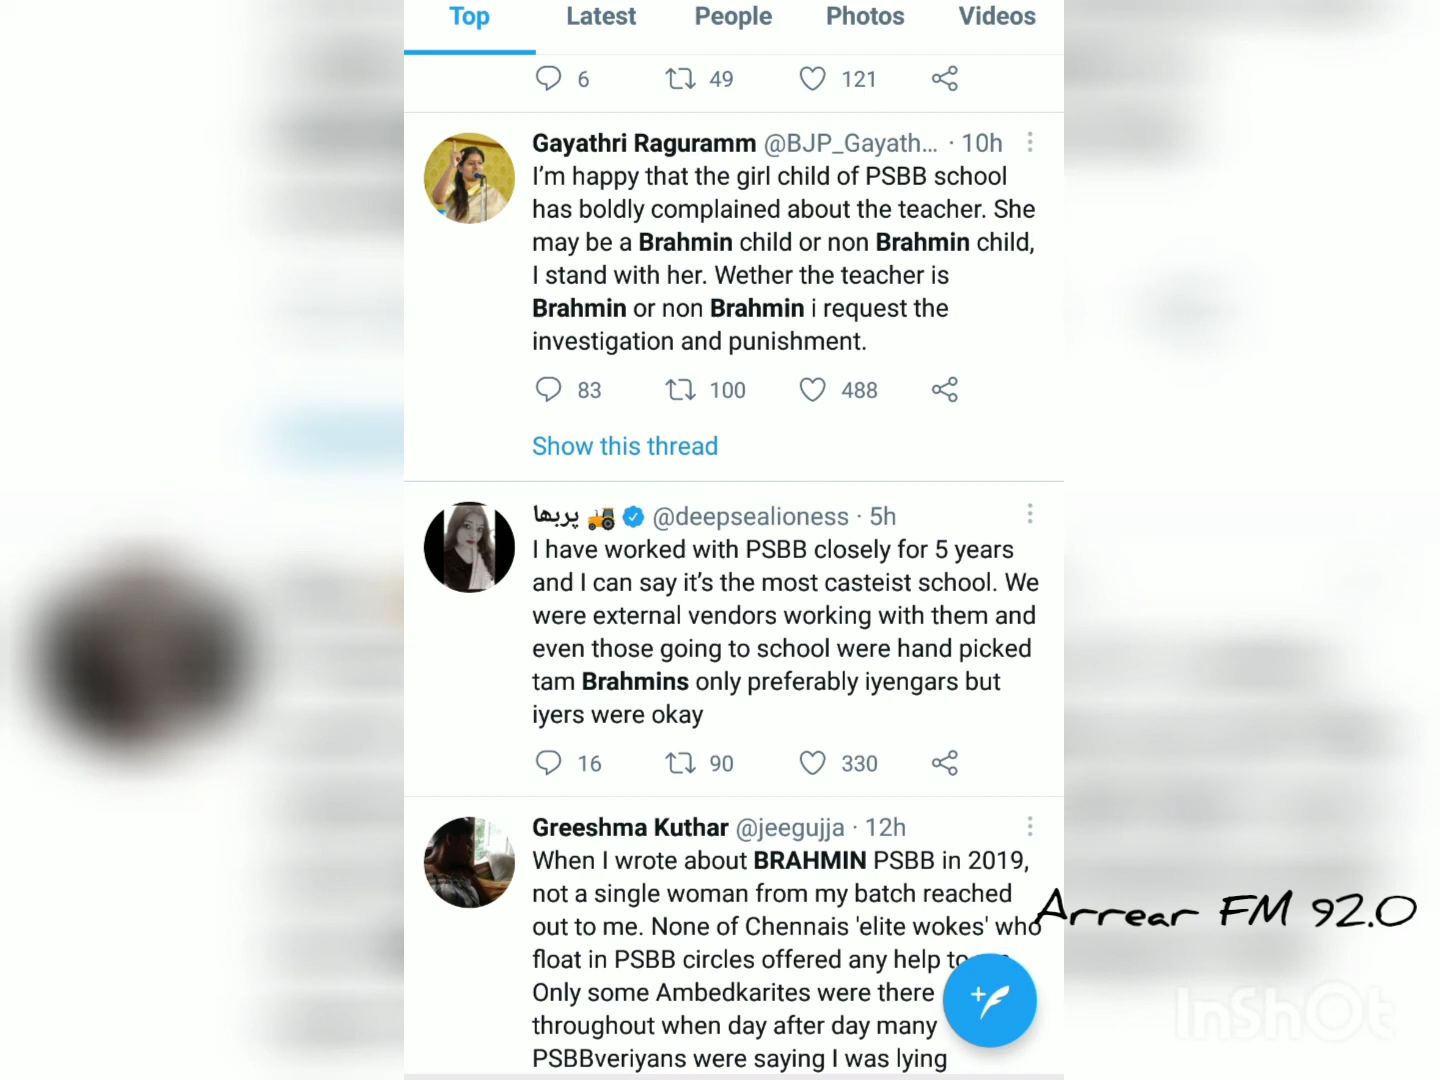 Top Latest People Photos Videos
6 49 121
Gayathri Raguramm @BJP_Gayath... · 10h
I'm happy that the girl child of PSBB school
has boldly complained about the teacher. She
may be a Brahmin child or non Brahmin child,
I stand with her. Wether the teacher is
Brahmin or non Brahmin i request the
investigation and punishment.
83 100 488
Show this thread
پربھا @deepsealioness · 5h
I have worked with PSBB closely for 5 years
and I can say it's the most casteist school. We
were external vendors working with them and
even those going to school were hand picked
tam Brahmins only preferably iyengars but
iyers were okay
16 90 330
Greeshma Kuthar @jeegujja · 12h
When I wrote about BRAHMIN PSBB in 2019,
not a single woman from my batch reached
out to me. None of Chennais 'elite wokes' who
float in PSBB circles offered any help to
Only some Ambedkarites were there
throughout when day after day many
PSBBveriyans were saying I was lying
Arrear FM 92.0
InShOt